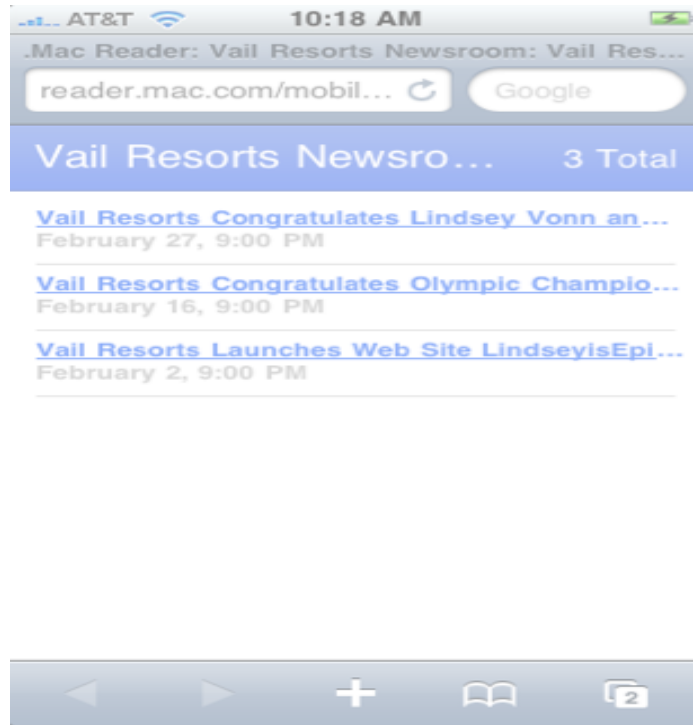 AT&T 10:18 AM
.Mac Reader: Vail Resorts Newsroom: Vail Res...
reader.mac.com/mobil... Google
Vail Resorts Newsro... 3 Total
Vail Resorts Congratulates Lindsey Vonn an...
February 27, 9:00 PM
Vail Resorts Congratulates Olympic Champio...
February 16, 9:00 PM
Vail Resorts Launches Web Site LindseyisEpi...
February 2, 9:00 PM
2